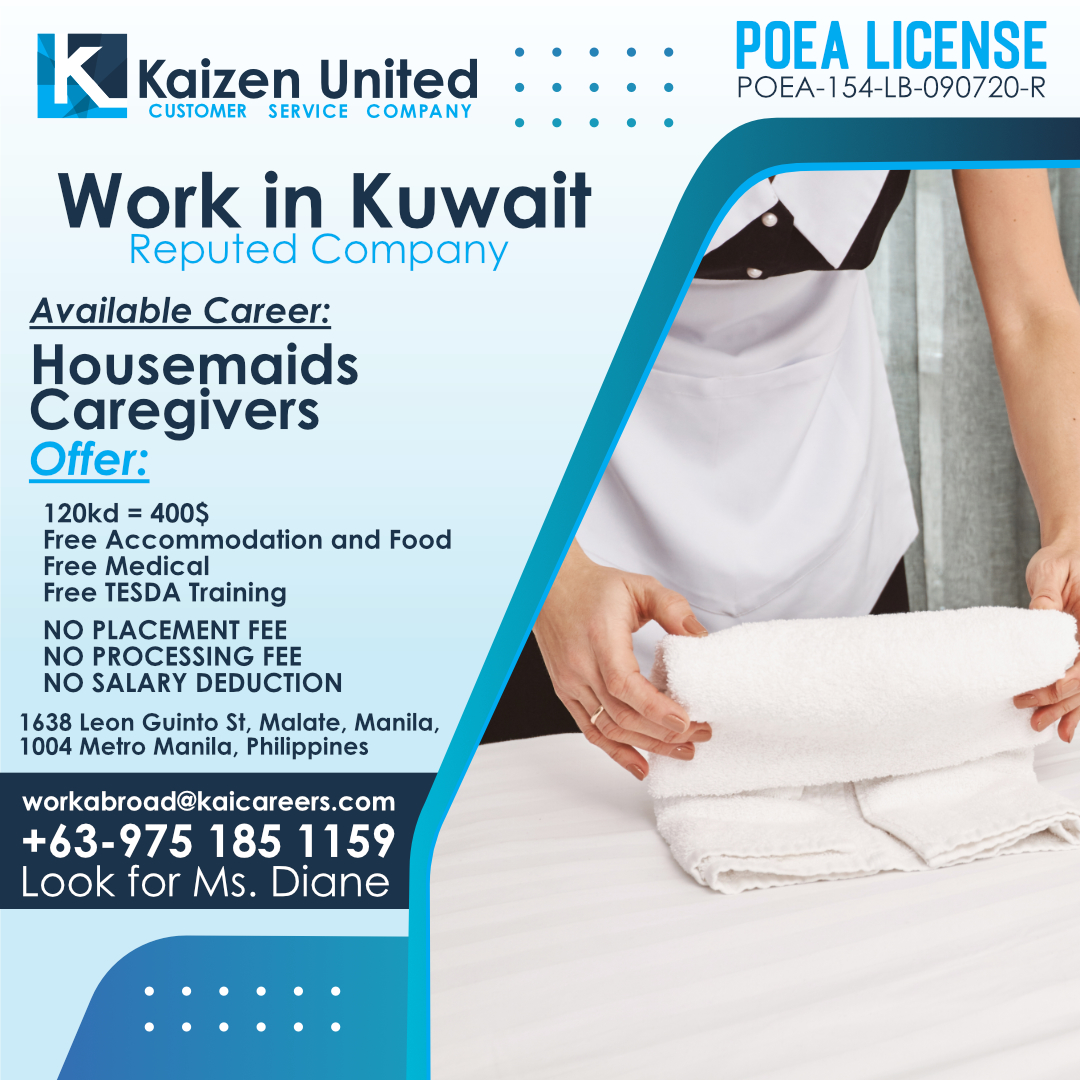 K Kaizen United
CUSTOMER SERVICE COMPANY
POEA LICENSE
POEA-154-LB-090720-R
Work in Kuwait
Reputed Company
Available Career:
Housemaids
Caregivers
Offer:
120kd = 400$
Free Accommodation and Food
Free Medical
Free TESDA Training
NO PLACEMENT FEE
NO PROCESSING FEE
NO SALARY DEDUCTION
1638 Leon Guinto St, Malate, Manila,
1004 Metro Manila, Philippines
workabroad@kaicareers.com
+63-975 185 1159
Look for Ms. Diane